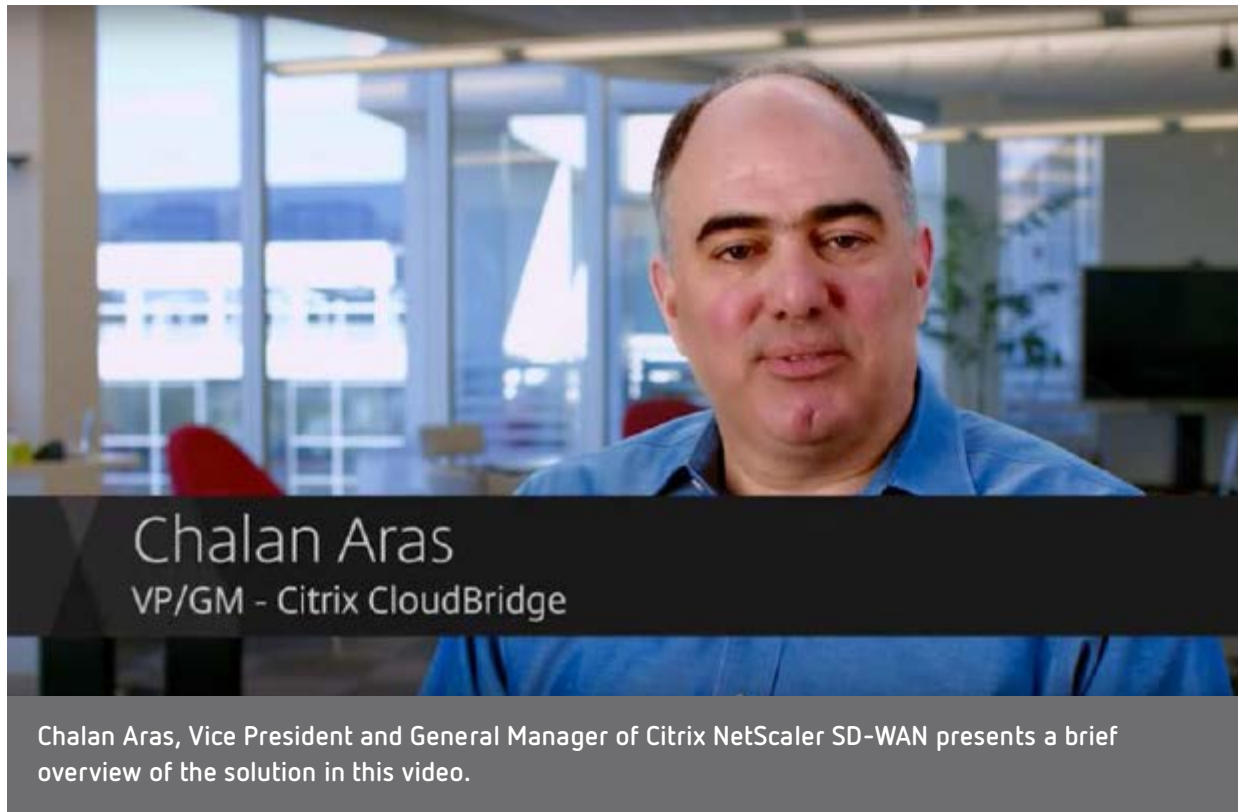 Chalan Aras
VP/GM - Citrix CloudBridge
Chalan Aras, Vice President and General Manager of Citrix NetScaler SD-WAN presents a brief
overview of the solution in this video.